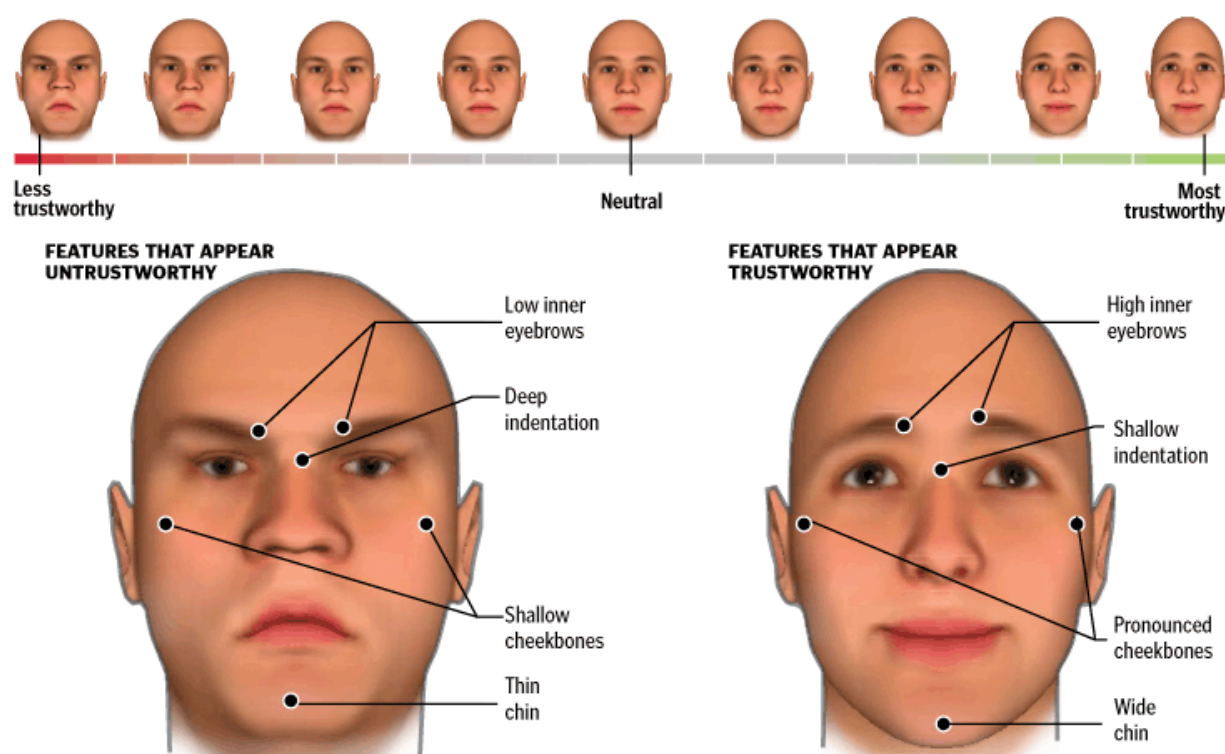 Less
trustworthy
Neutral
Most
trustworthy
FEATURES THAT APPEAR
UNTRUSTWORTHY
Low inner
eyebrows
Deep
indentation
Shallow
cheekbones
Thin
chin
FEATURES THAT APPEAR
TRUSTWORTHY
High inner
eyebrows
Shallow
indentation
Pronounced
cheekbones
Wide
chin